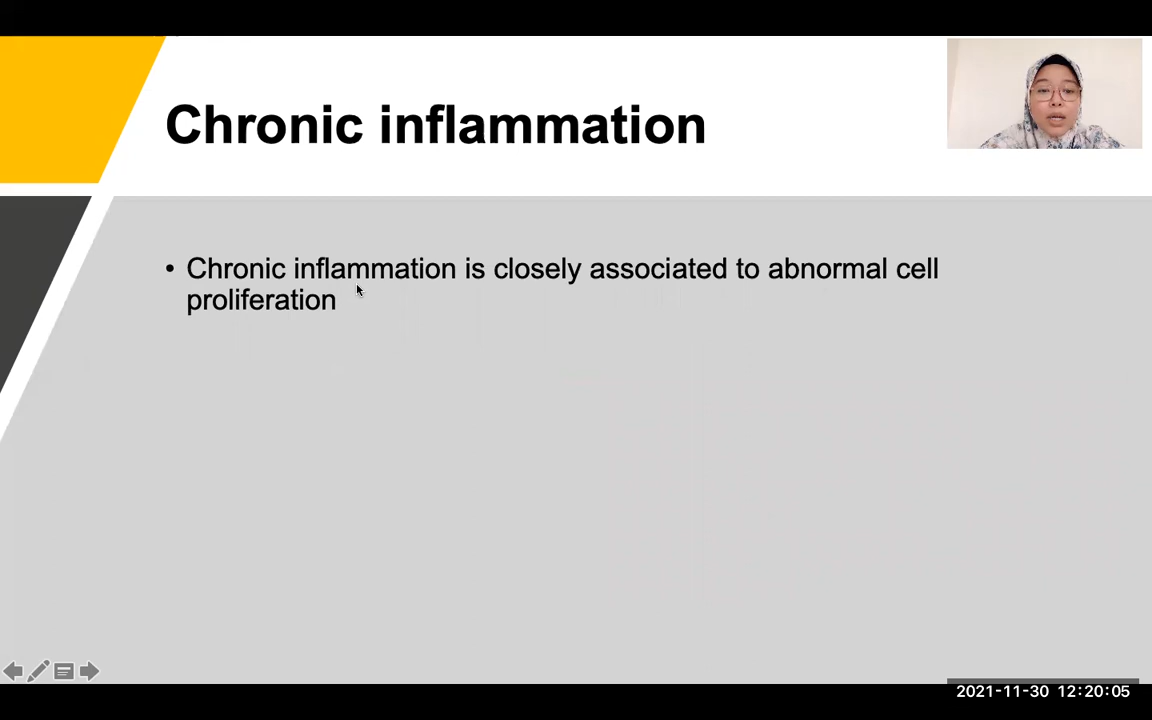 Chronic inflammation
• Chronic inflammation is closely associated to abnormal cell
proliferation
2021-11-30 12:20:05